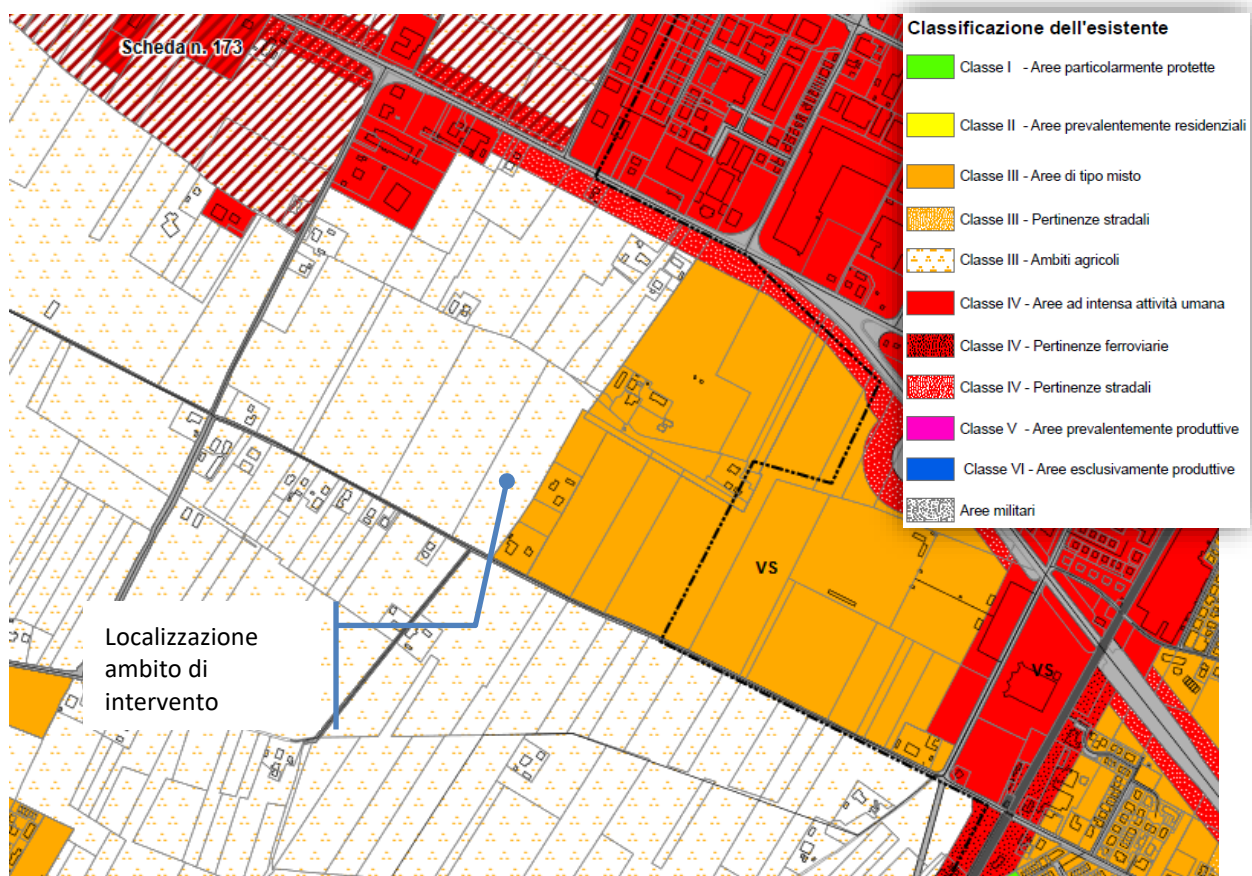 Scheda n. 173
Classificazione dell'esistente
Classe I - Aree particolarmente protette
Classe II - Aree prevalentemente residenziali
Classe III - Aree di tipo misto
Classe III - Pertinenze stradali
Classe III - Ambiti agricoli
Classe IV - Aree ad intensa attività umana
Classe IV - Pertinenze ferroviarie
Classe IV - Pertinenze stradali
Classe V - Aree prevalentemente produttive
Classe VI - Aree esclusivamente produttive
Aree militari
VS
VS
Localizzazione
ambito di
intervento